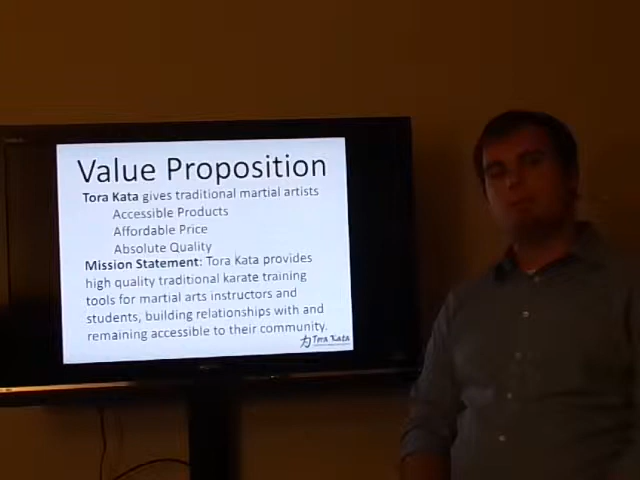 Value Proposition
Tora Kata gives traditional martial artists
Accessible Products
Affordable Price
Absolute Quality
Mission Statement: Tora Kata provides
high quality traditional karate training
tools for martial arts instructors and
students, building relationships with and
remaining accessible to their community.
力 Tora Kata